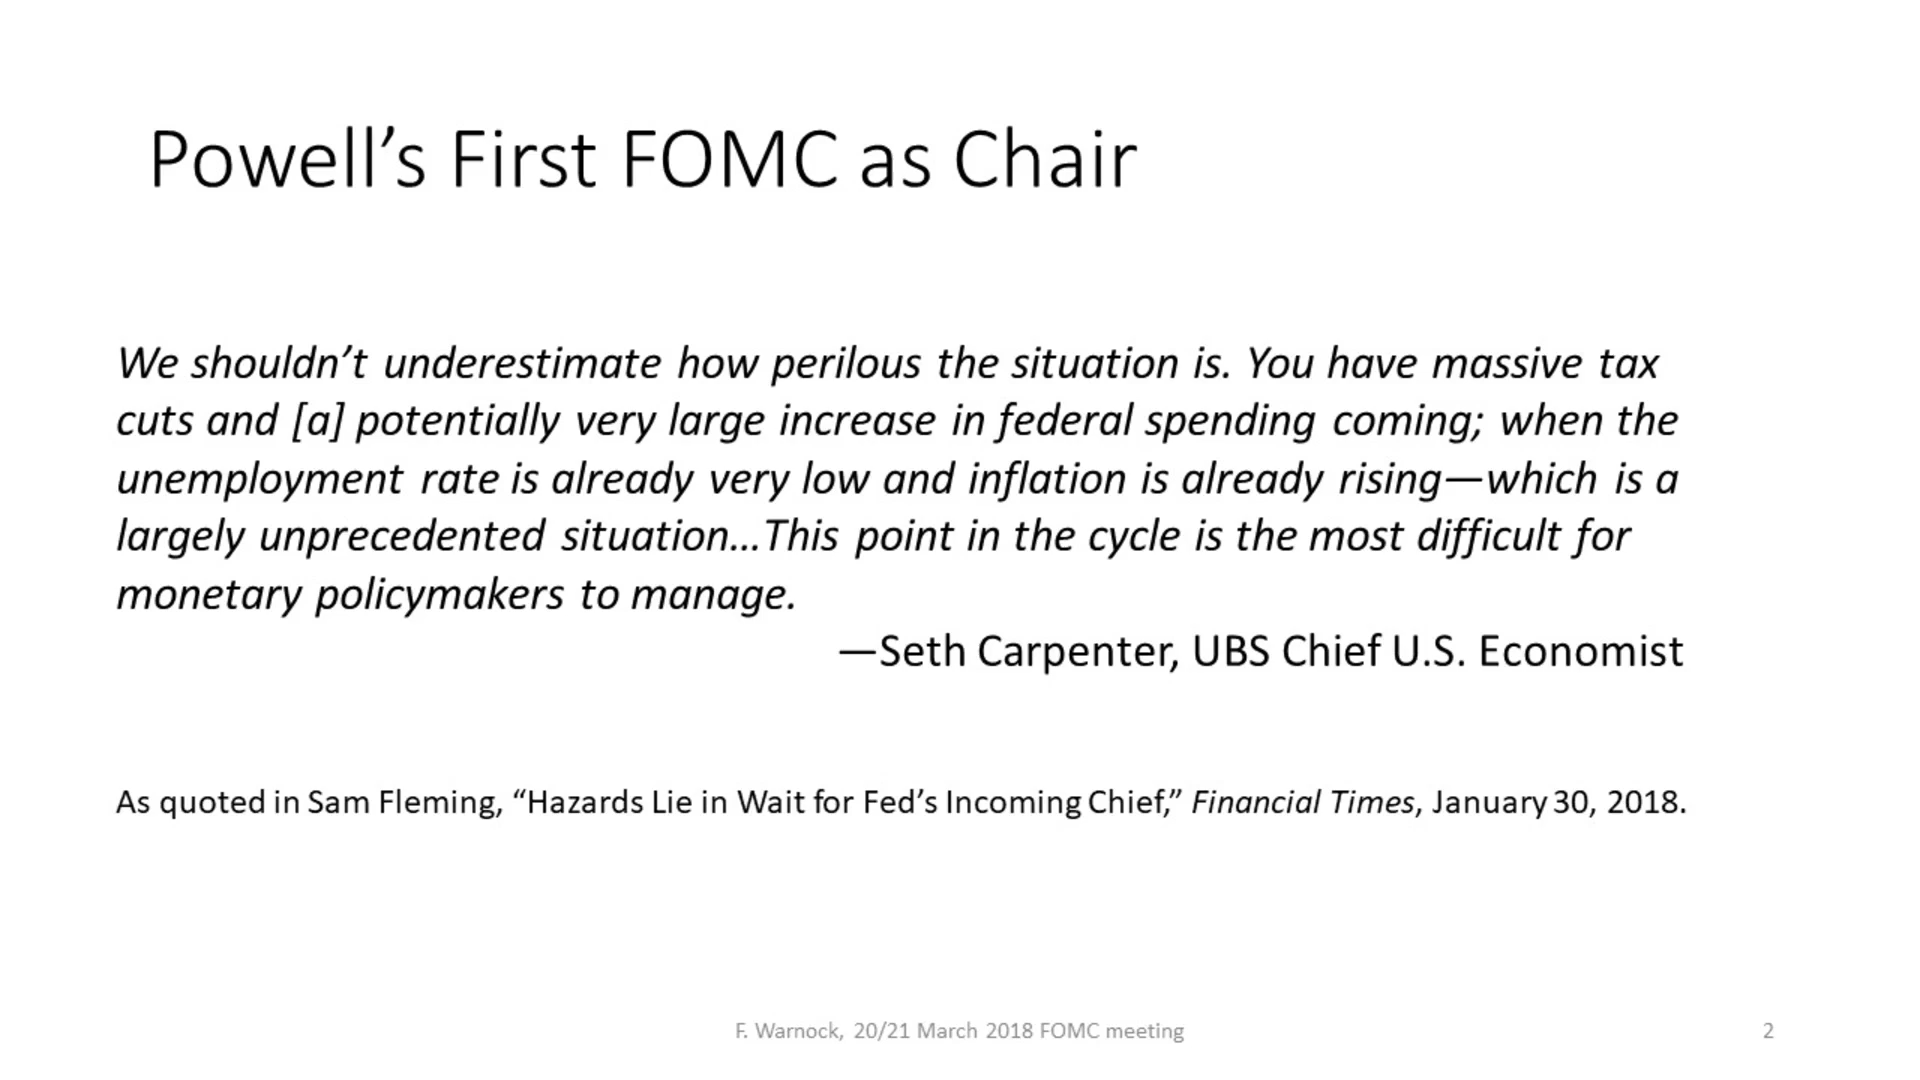 Powell’s First FOMC as Chair
We shouldn’t underestimate how perilous the situation is. You have massive tax
cuts and [a] potentially very large increase in federal spending coming; when the
unemployment rate is already very low and inflation is already rising—which is a
largely unprecedented situation…This point in the cycle is the most difficult for
monetary policymakers to manage.
—Seth Carpenter, UBS Chief U.S. Economist
As quoted in Sam Fleming, “Hazards Lie in Wait for Fed’s Incoming Chief,” Financial Times, January 30, 2018.
F. Warnock, 20/21 March 2018 FOMC meeting
2